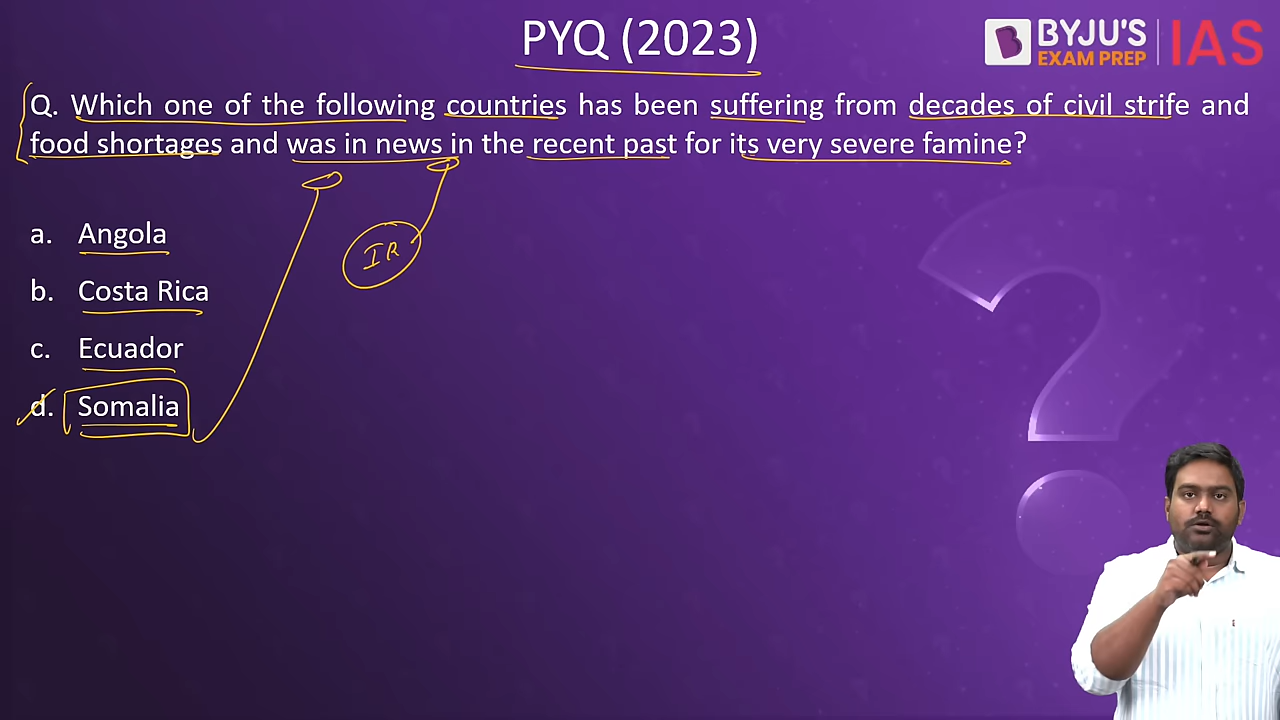 PYQ (2023)
BYJU'S
EXAM PREP
IAS
Q. Which one of the following countries has been suffering from decades of civil strife and
food shortages and was in news in the recent past for its very severe famine?
IR
a. Angola
b. Costa Rica
c. Ecuador
d. Somalia